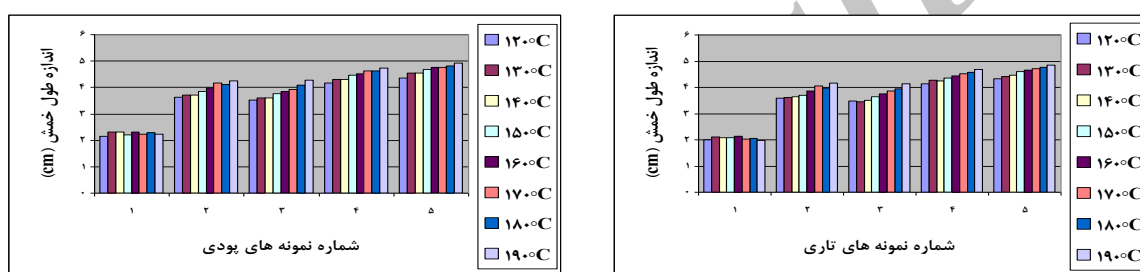 ۶
۵
۴
۳
۲
۱
۰
اندازه طول خمش (cm)
۱ ۲ ۳ ۴ ۵
شماره نمونه های پودی
۱۲۰°C
۱۳۰°C
۱۴۰°C
۱۵۰°C
۱۶۰°C
۱۷۰°C
۱۸۰°C
۱۹۰°C
۶
۵
۴
۳
۲
۱
۰
اندازه طول خمش (cm)
۱ ۲ ۳ ۴ ۵
شماره نمونه های تاری
۱۲۰°C
۱۳۰°C
۱۴۰°C
۱۵۰°C
۱۶۰°C
۱۷۰°C
۱۸۰°C
۱۹۰°C